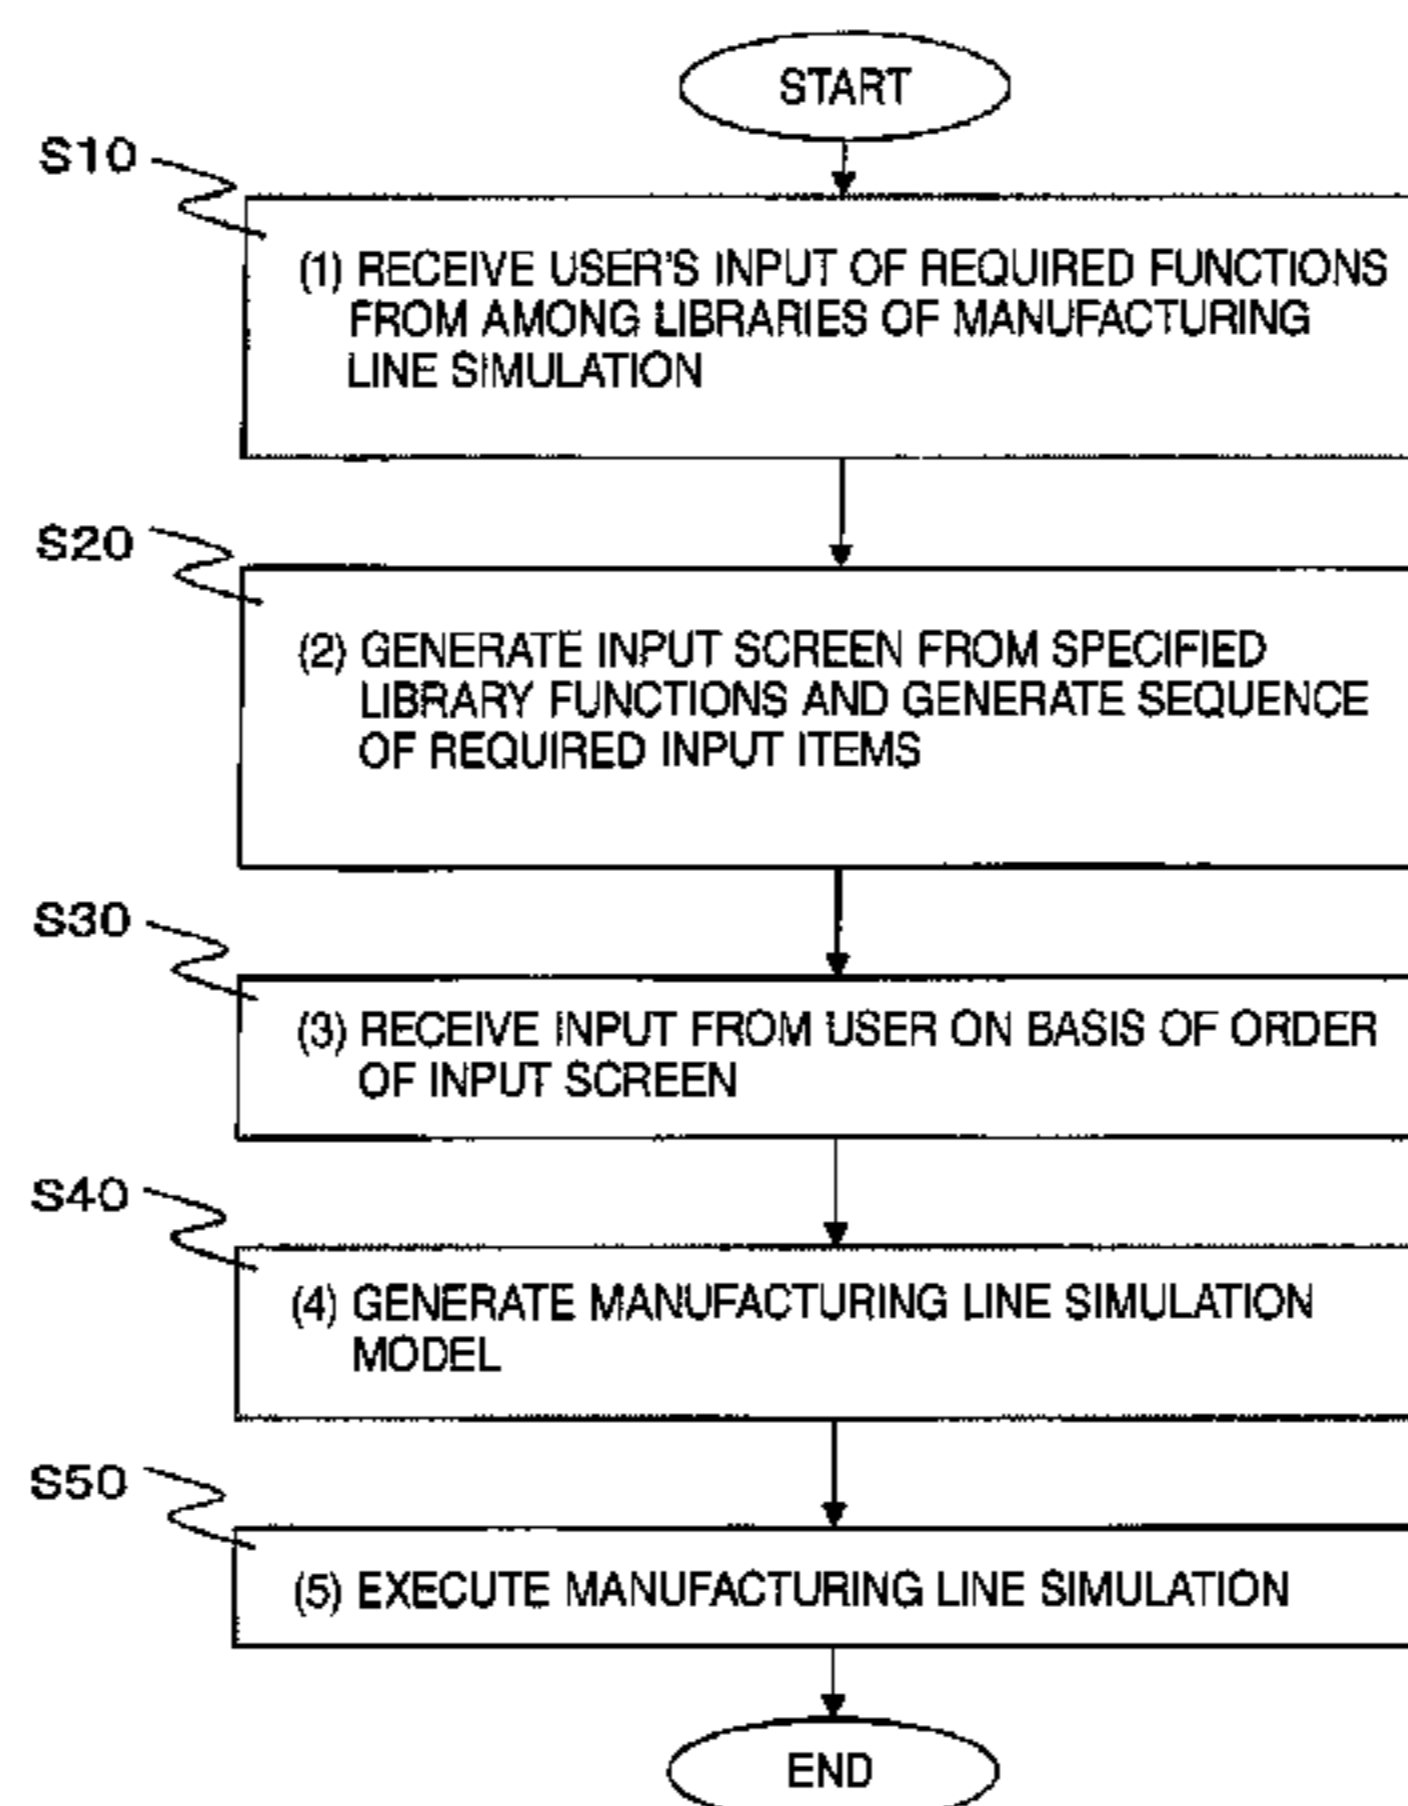 START
S10
(1) RECEIVE USER'S INPUT OF REQUIRED FUNCTIONS
FROM AMONG LIBRARIES OF MANUFACTURING
LINE SIMULATION
S20
(2) GENERATE INPUT SCREEN FROM SPECIFIED
LIBRARY FUNCTIONS AND GENERATE SEQUENCE
OF REQUIRED INPUT ITEMS
S30
(3) RECEIVE INPUT FROM USER ON BASIS OF ORDER
OF INPUT SCREEN
S40
(4) GENERATE MANUFACTURING LINE SIMULATION
MODEL
S50
(5) EXECUTE MANUFACTURING LINE SIMULATION
END